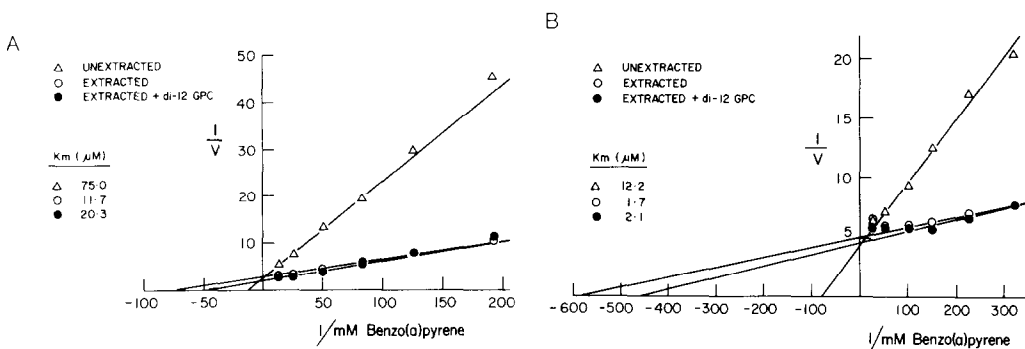 A
△ UNEXTRACTED
○ EXTRACTED
● EXTRACTED + di-12 GPC
Km (μM)
△ 75·0
○ 11·7
● 20·3
1/V
50
40
30
20
10
-100 -50 0 50 100 150 200
1/mM Benzo(a)pyrene
B
△ UNEXTRACTED
○ EXTRACTED
● EXTRACTED + di-12 GPC
Km (μM)
△ 12·2
○ 1·7
● 2·1
1/V
20
15
10
5
-600 -500 -400 -300 -200 -100 0 100 200 300
1/mM Benzo(a)pyrene